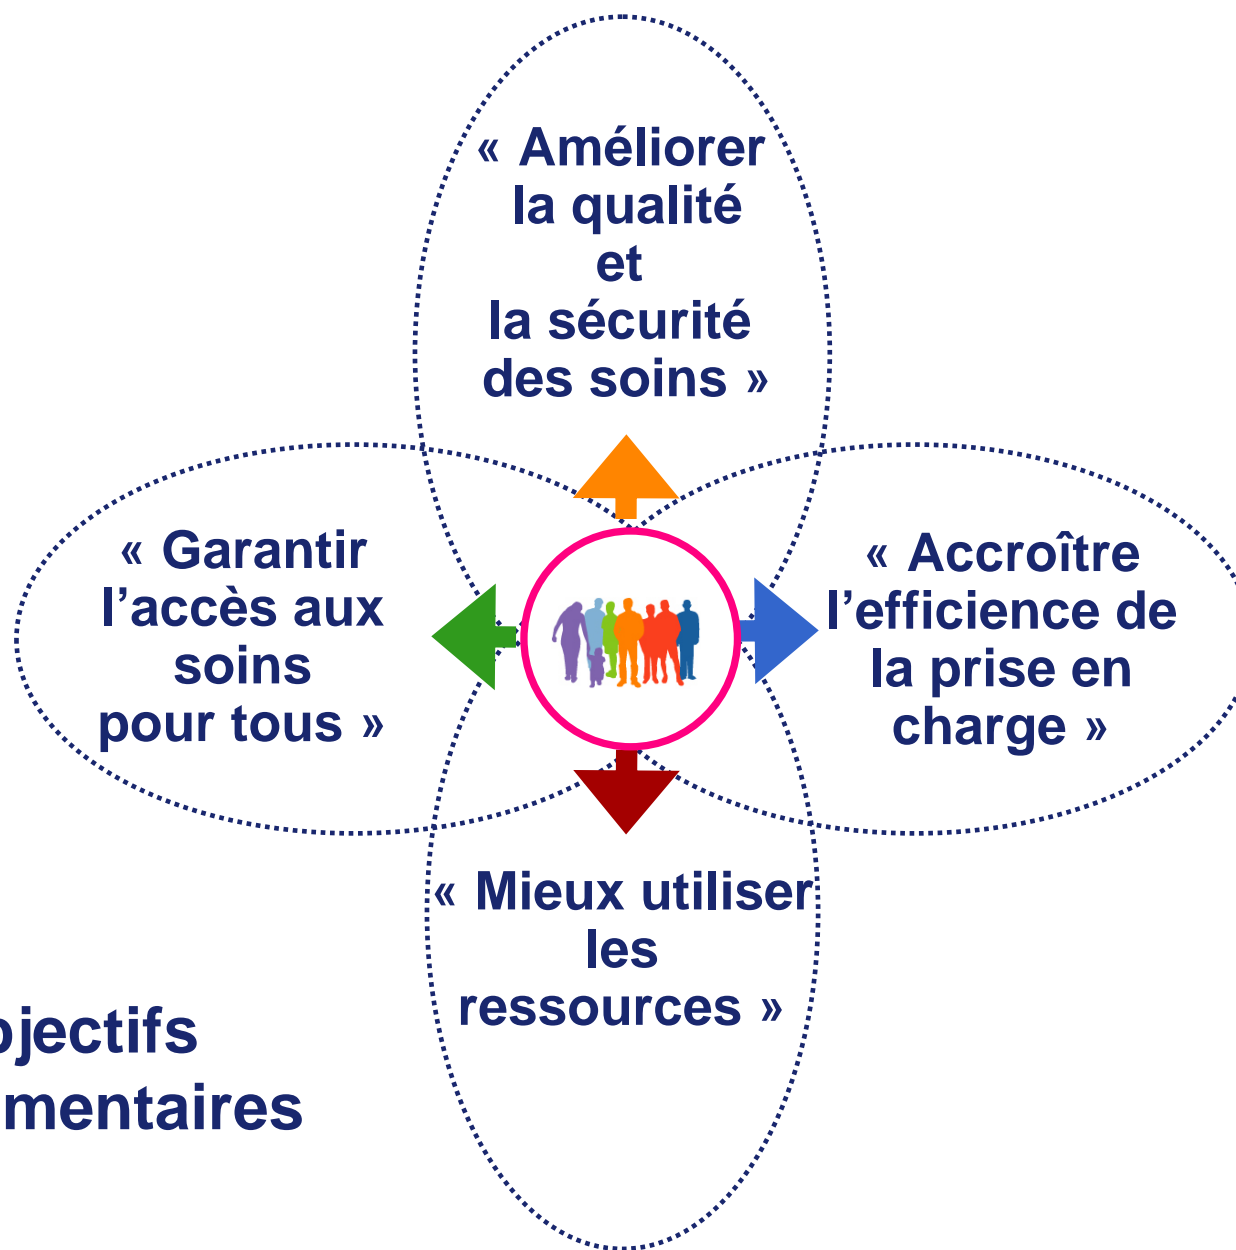 « Améliorer
la qualité
et
la sécurité
des soins »
« Garantir
l’accès aux
soins
pour tous »
« Accroître
l’efficience de
la prise en
charge »
« Mieux utiliser
les
ressources »
bjectifs
mentaires